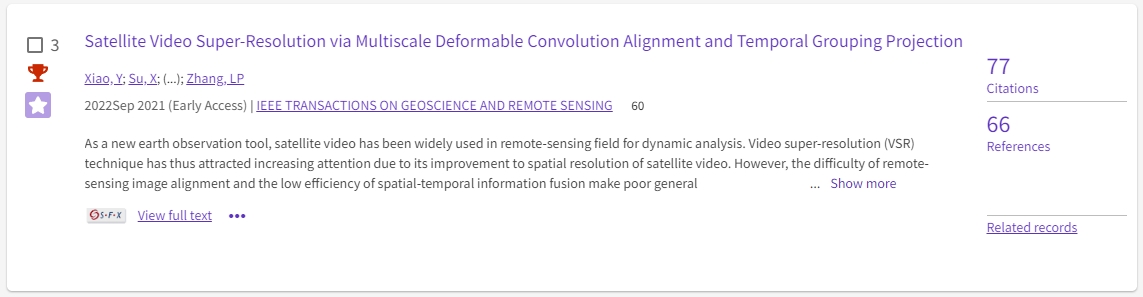 3
Satellite Video Super-Resolution via Multiscale Deformable Convolution Alignment and Temporal Grouping Projection
Xiao, Y; Su, X; (...); Zhang, LP
2022Sep 2021 (Early Access) | IEEE TRANSACTIONS ON GEOSCIENCE AND REMOTE SENSING 60
As a new earth observation tool, satellite video has been widely used in remote-sensing field for dynamic analysis. Video super-resolution (VSR)
technique has thus attracted increasing attention due to its improvement to spatial resolution of satellite video. However, the difficulty of remote-
sensing image alignment and the low efficiency of spatial-temporal information fusion make poor general ... Show more
S·F·X View full text •••
77
Citations
66
References
Related records